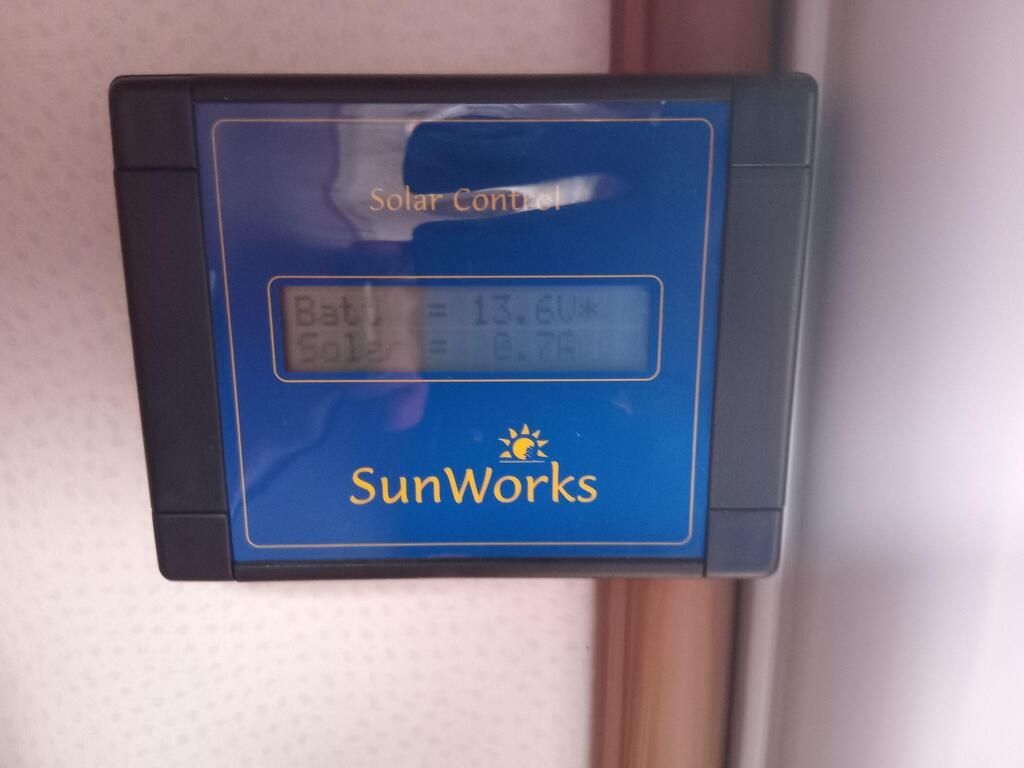 Solar Control
Batt = 13.6V*
Solar = 0.7A
SunWorks